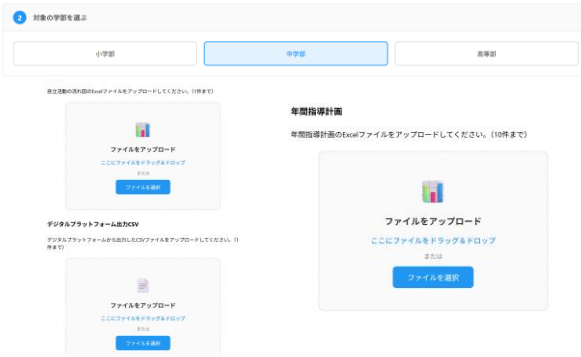 2 対象の学部を選ぶ
小学部
中学部
高等部
自立活動の流れ図のExcelファイルをアップロードしてください。(1件まで)
ファイルをアップロード
ここにファイルをドラッグ&ドロップ
または
ファイルを選択
デジタルプラットフォーム出力CSV
デジタルプラットフォームから出力したCSVファイルをアップロードしてください。(1
件まで)
ファイルをアップロード
ここにファイルをドラッグ&ドロップ
または
ファイルを選択
年間指導計画
年間指導計画のExcelファイルをアップロードしてください。(10件まで)
ファイルをアップロード
ここにファイルをドラッグ&ドロップ
または
ファイルを選択